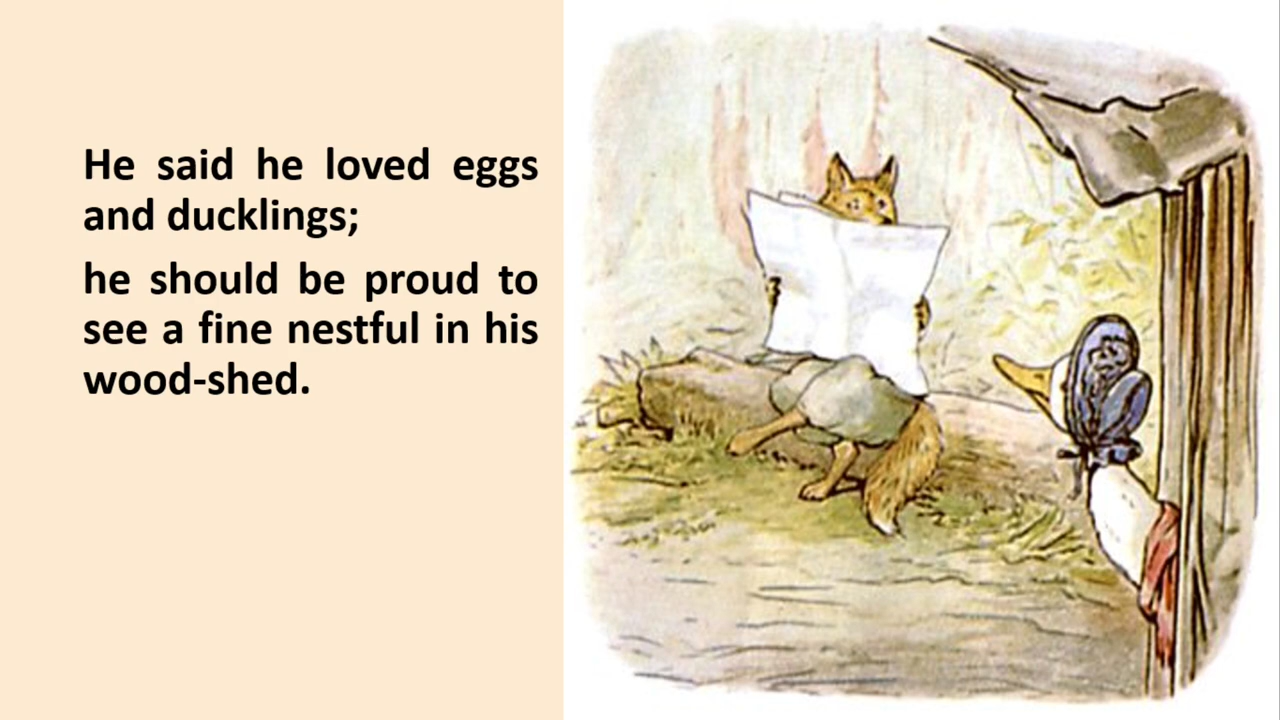 He said he loved eggs
and ducklings;
he should be proud to
see a fine nestful in his
wood-shed.